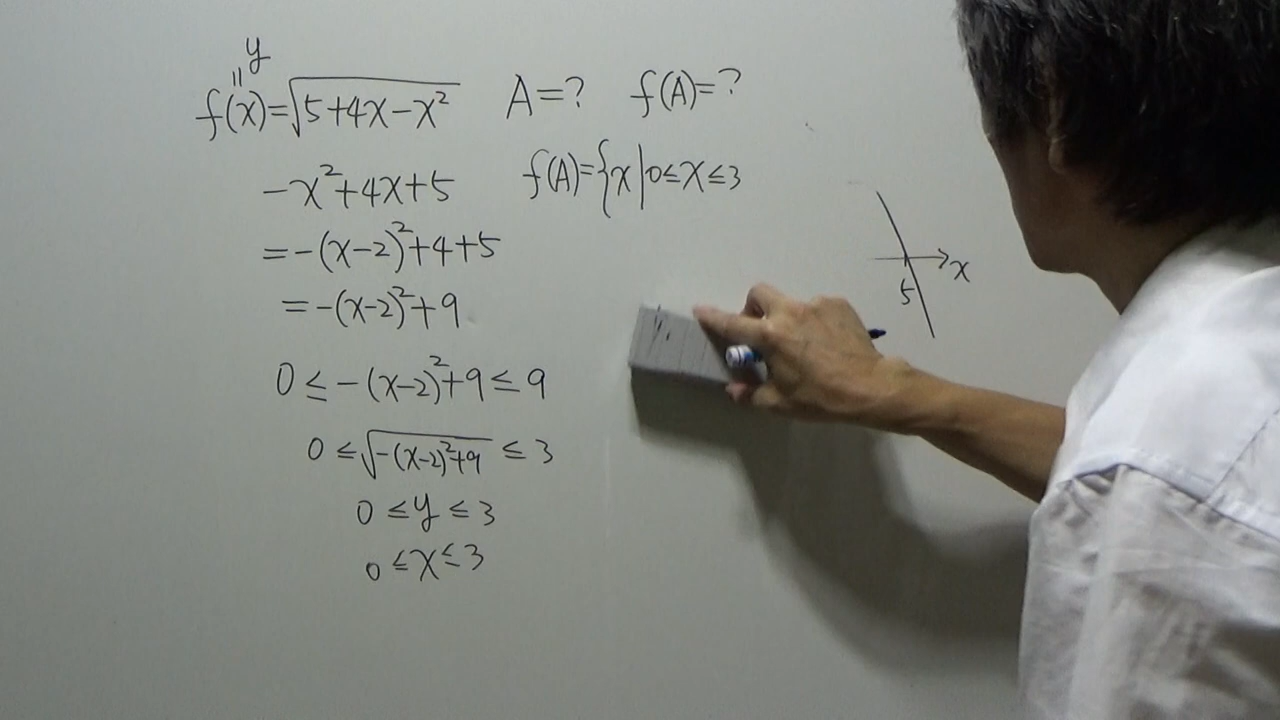 y
॥
f(x)=√5+4x−x² A=? f(A)=?
−x²+4x+5 f(A)={x|0≤x≤3
=−(x−2)²+4+5
=−(x−2)²+9
0≤−(x−2)²+9≤9
0≤√−(x−2)²+9≤3
0≤y≤3
0≤x≤3
x
5